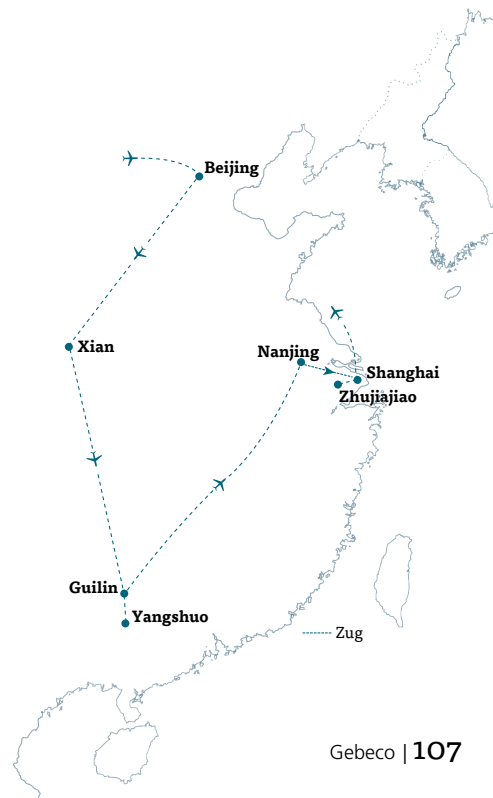 Beijing
Xian
Nanjing
Shanghai
Zhujiajiao
Guilin
Yangshuo
Zug
Gebeco | 107